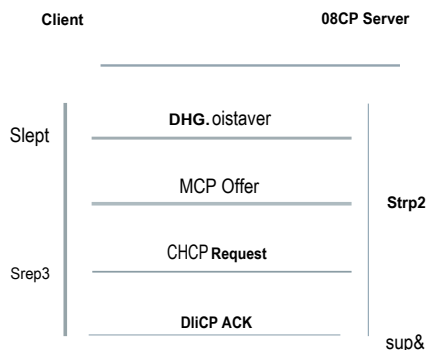 Client 08CP Server
DHG. oistaver
Slept
MCP Offer
Strp2
CHCP Request
Srep3
DliCP ACK
sup&